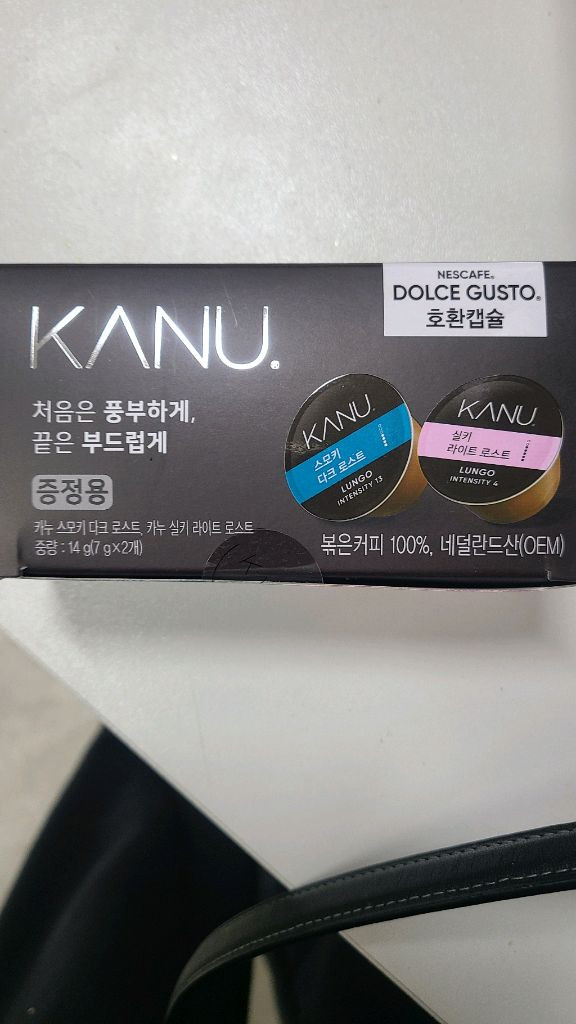 KANU.
NESCAFE.
DOLCE GUSTO.
호환캡슐
처음은 풍부하게,
끝은 부드럽게
증정용
카누 스모키 다크 로스트, 카누 실키 라이트 로스트
중량 : 14 g(7 g×2개)
KANU.
스모키
다크 로스트
LUNGO
INTENSITY 13
KANU.
실키
라이트 로스트
LUNGO
INTENSITY 4
볶은커피 100%, 네덜란드산(OEM)